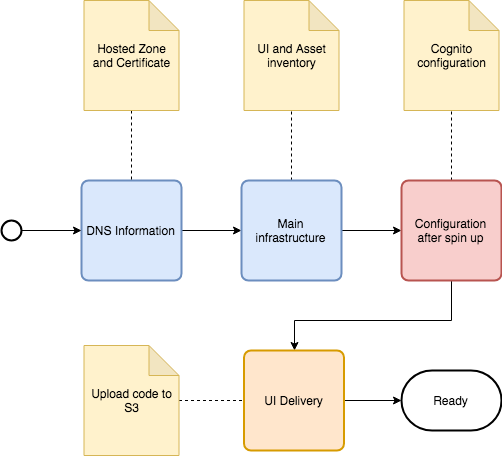 Hosted Zone
and Certificate
UI and Asset
inventory
Cognito
configuration
DNS Information
Main
infrastructure
Configuration
after spin up
Upload code to
S3
UI Delivery
Ready